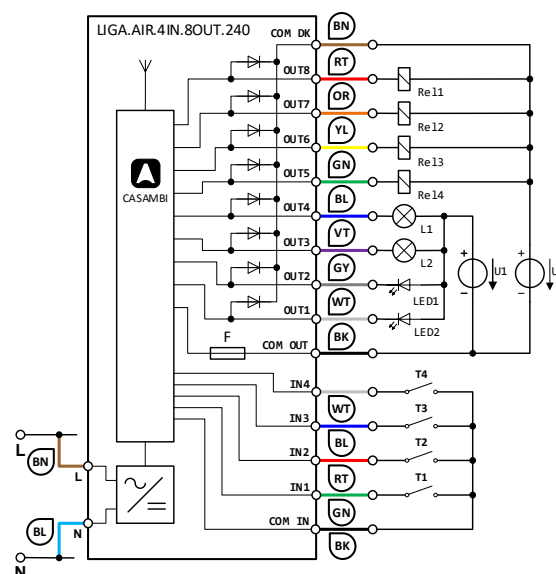 LIGA.AIR.4IN.8OUT.240
COM DK
BN
OUT8
RT
Rel1
OUT7
OR
Rel2
OUT6
YL
Rel3
OUT5
GN
Rel4
CASAMBI
OUT4
BL
L1
OUT3
VT
L2
OUT2
GY
LED1
U1
U
OUT1
WT
LED2
F
COM OUT
BK
IN4
T4
WT
IN3
T3
BL
IN2
T2
RT
IN1
T1
GN
COM IN
BK
L
BN
L
BL
N
N